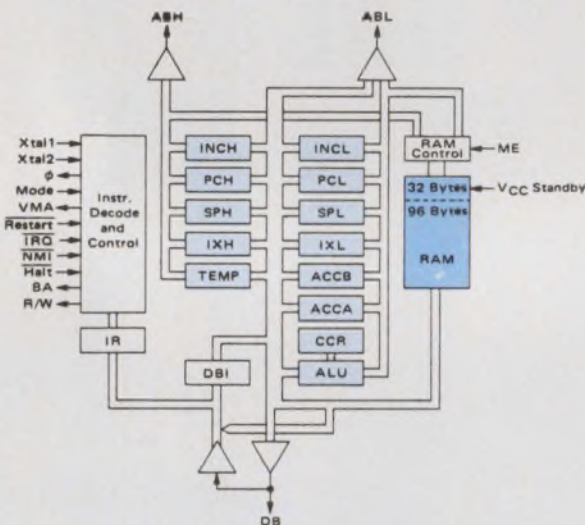 ABH
ABL
Xtal1
Xtal2
ϕ
Mode
VMA
Restart
IRQ
NMI
Halt
BA
R/W
Instr.
Decode
and
Control
IR
INCH
PCH
SPH
IXH
TEMP
DBI
INCL
PCL
SPL
IXL
ACCB
ACCA
CCR
ALU
RAM
Control
ME
32 Bytes
VCC Standby
96 Bytes
RAM
DB